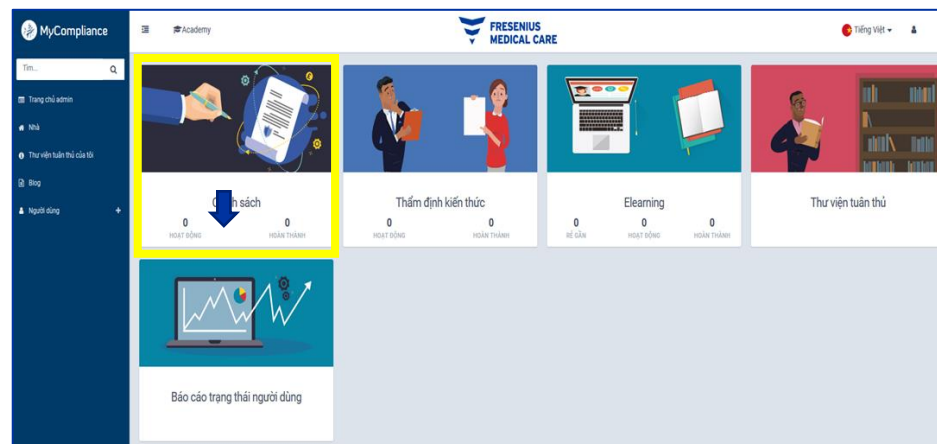 MyCompliance
Academy
FRESENIUS
MEDICAL CARE
Tiếng Việt
Tìm...
Trang chủ admin
Nhà
Thư viện tuân thủ của tôi
Blog
Người dùng
sách
0
HOẠT ĐỘNG
0
HOÀN THÀNH
Thẩm định kiến thức
0
HOẠT ĐỘNG
0
HOÀN THÀNH
Elearning
0
0
HOẠT ĐỘNG
0
HOÀN THÀNH
Thư viện tuân thủ
Báo cáo trạng thái người dùng